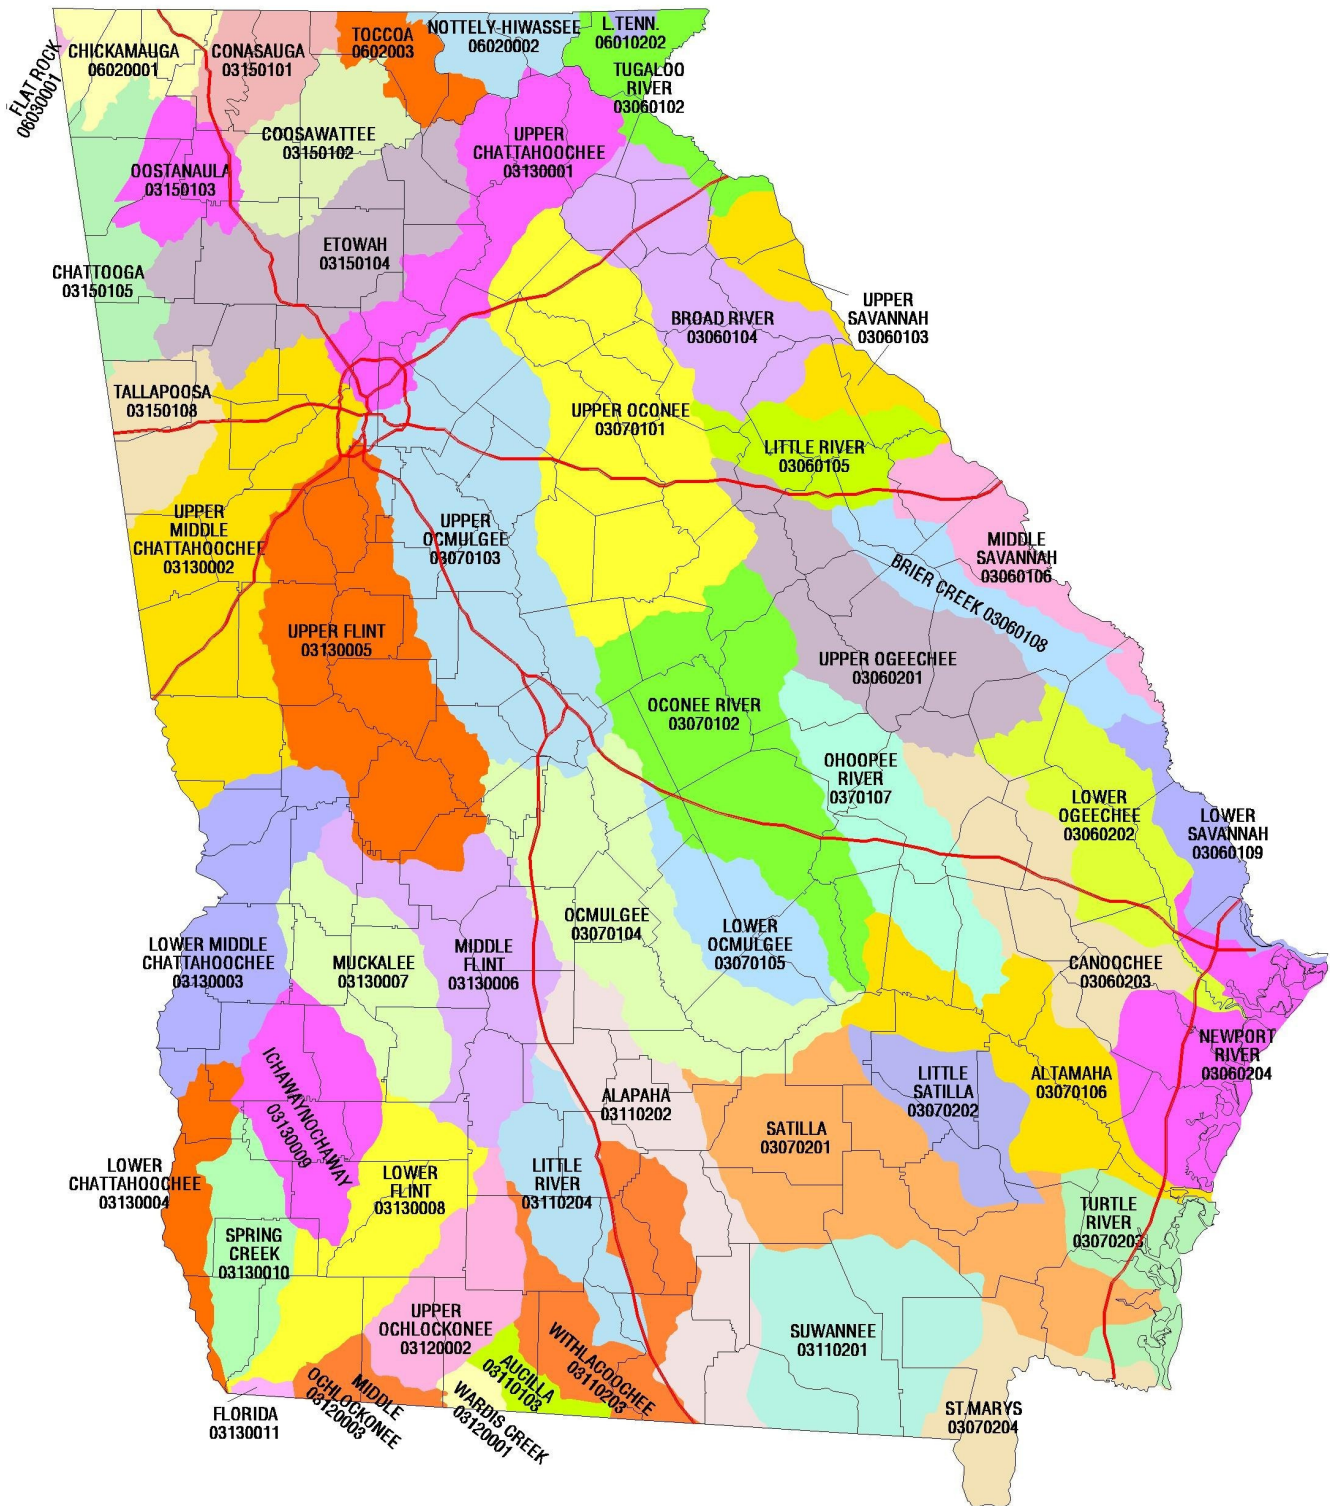 CHICKAMAUGA
06020001
CONASAUGA
03150101
TOCCOA
0602003
NOTTELY-HIWASSEE
06020002
L.TENN.
06010202
FLAT ROCK
06030001
TUGALOO
RIVER
03060102
COOSAWATTEE
03150102
UPPER
CHATTAHOOCHEE
03130001
OOSTANAULA
03150103
ETOWAH
03150104
CHATTOOGA
03150105
UPPER
SAVANNAH
03060103
BROAD RIVER
03060104
TALLAPOOSA
03150108
UPPER OCONEE
03070101
LITTLE RIVER
03060105
UPPER
MIDDLE
CHATTAHOOCHEE
03130002
UPPER
OCMULGEE
03070103
MIDDLE
SAVANNAH
03060106
BRIER CREEK 03060108
UPPER FLINT
03130005
UPPER OGEECHEE
03060201
OCONEE RIVER
03070102
OHOOPEE
RIVER
0370107
LOWER
OGEECHEE
03060202
LOWER
SAVANNAH
03060109
LOWER MIDDLE
CHATTAHOOCHEE
03130003
MUCKALEE
03130007
MIDDLE
FLINT
03130006
OCMULGEE
03070104
LOWER
OCMULGEE
03070105
CANOOCHEE
03060203
NEWPORT
RIVER
03060204
ICHAWAYNOCHAWAY
03130009
ALAPAHA
03110202
LITTLE
SATILLA
03070202
ALTAMAHA
03070106
SATILLA
03070201
LOWER
CHATTAHOOCHEE
03130004
LOWER
FLINT
03130008
LITTLE
RIVER
03110204
TURTLE
RIVER
03070203
SPRING
CREEK
03130010
UPPER
OCHLOCKONEE
03120002
SUWANNEE
03110201
WITHLACOOCHEE
03110203
AUCILLA
03110103
WARDIS CREEK
03120001
MIDDLE
OCHLOCKONEE
03120003
FLORIDA
03130011
ST.MARYS
03070204